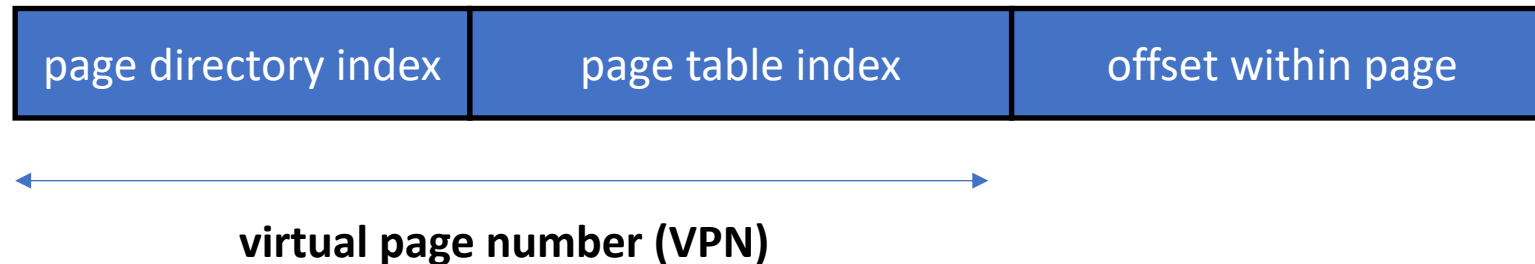 page directory index page table index offset within page
virtual page number (VPN)